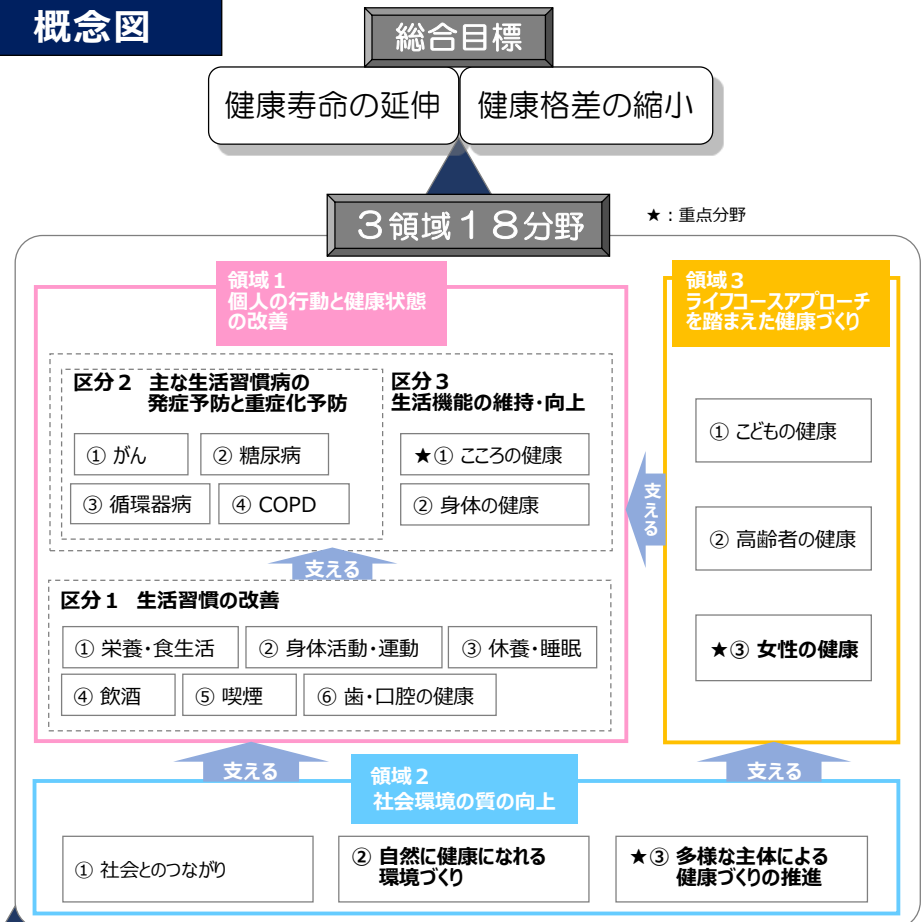 概念図
総合目標
健康寿命の延伸
健康格差の縮小
3領域18分野
★：重点分野
領域1
個人の行動と健康状態
の改善
区分2 主な生活習慣病の
発症予防と重症化予防
① がん
② 糖尿病
③ 循環器病
④ COPD
区分3
生活機能の維持・向上
★① こころの健康
② 身体の健康
支える
区分1 生活習慣の改善
① 栄養・食生活
② 身体活動・運動
③ 休養・睡眠
④ 飲酒
⑤ 喫煙
⑥ 歯・口腔の健康
支える
領域3
ライフコースアプローチ
を踏まえた健康づくり
① こどもの健康
② 高齢者の健康
★③ 女性の健康
支える
支える
領域2
社会環境の質の向上
① 社会とのつながり
② 自然に健康になれる
環境づくり
★③ 多様な主体による
健康づくりの推進